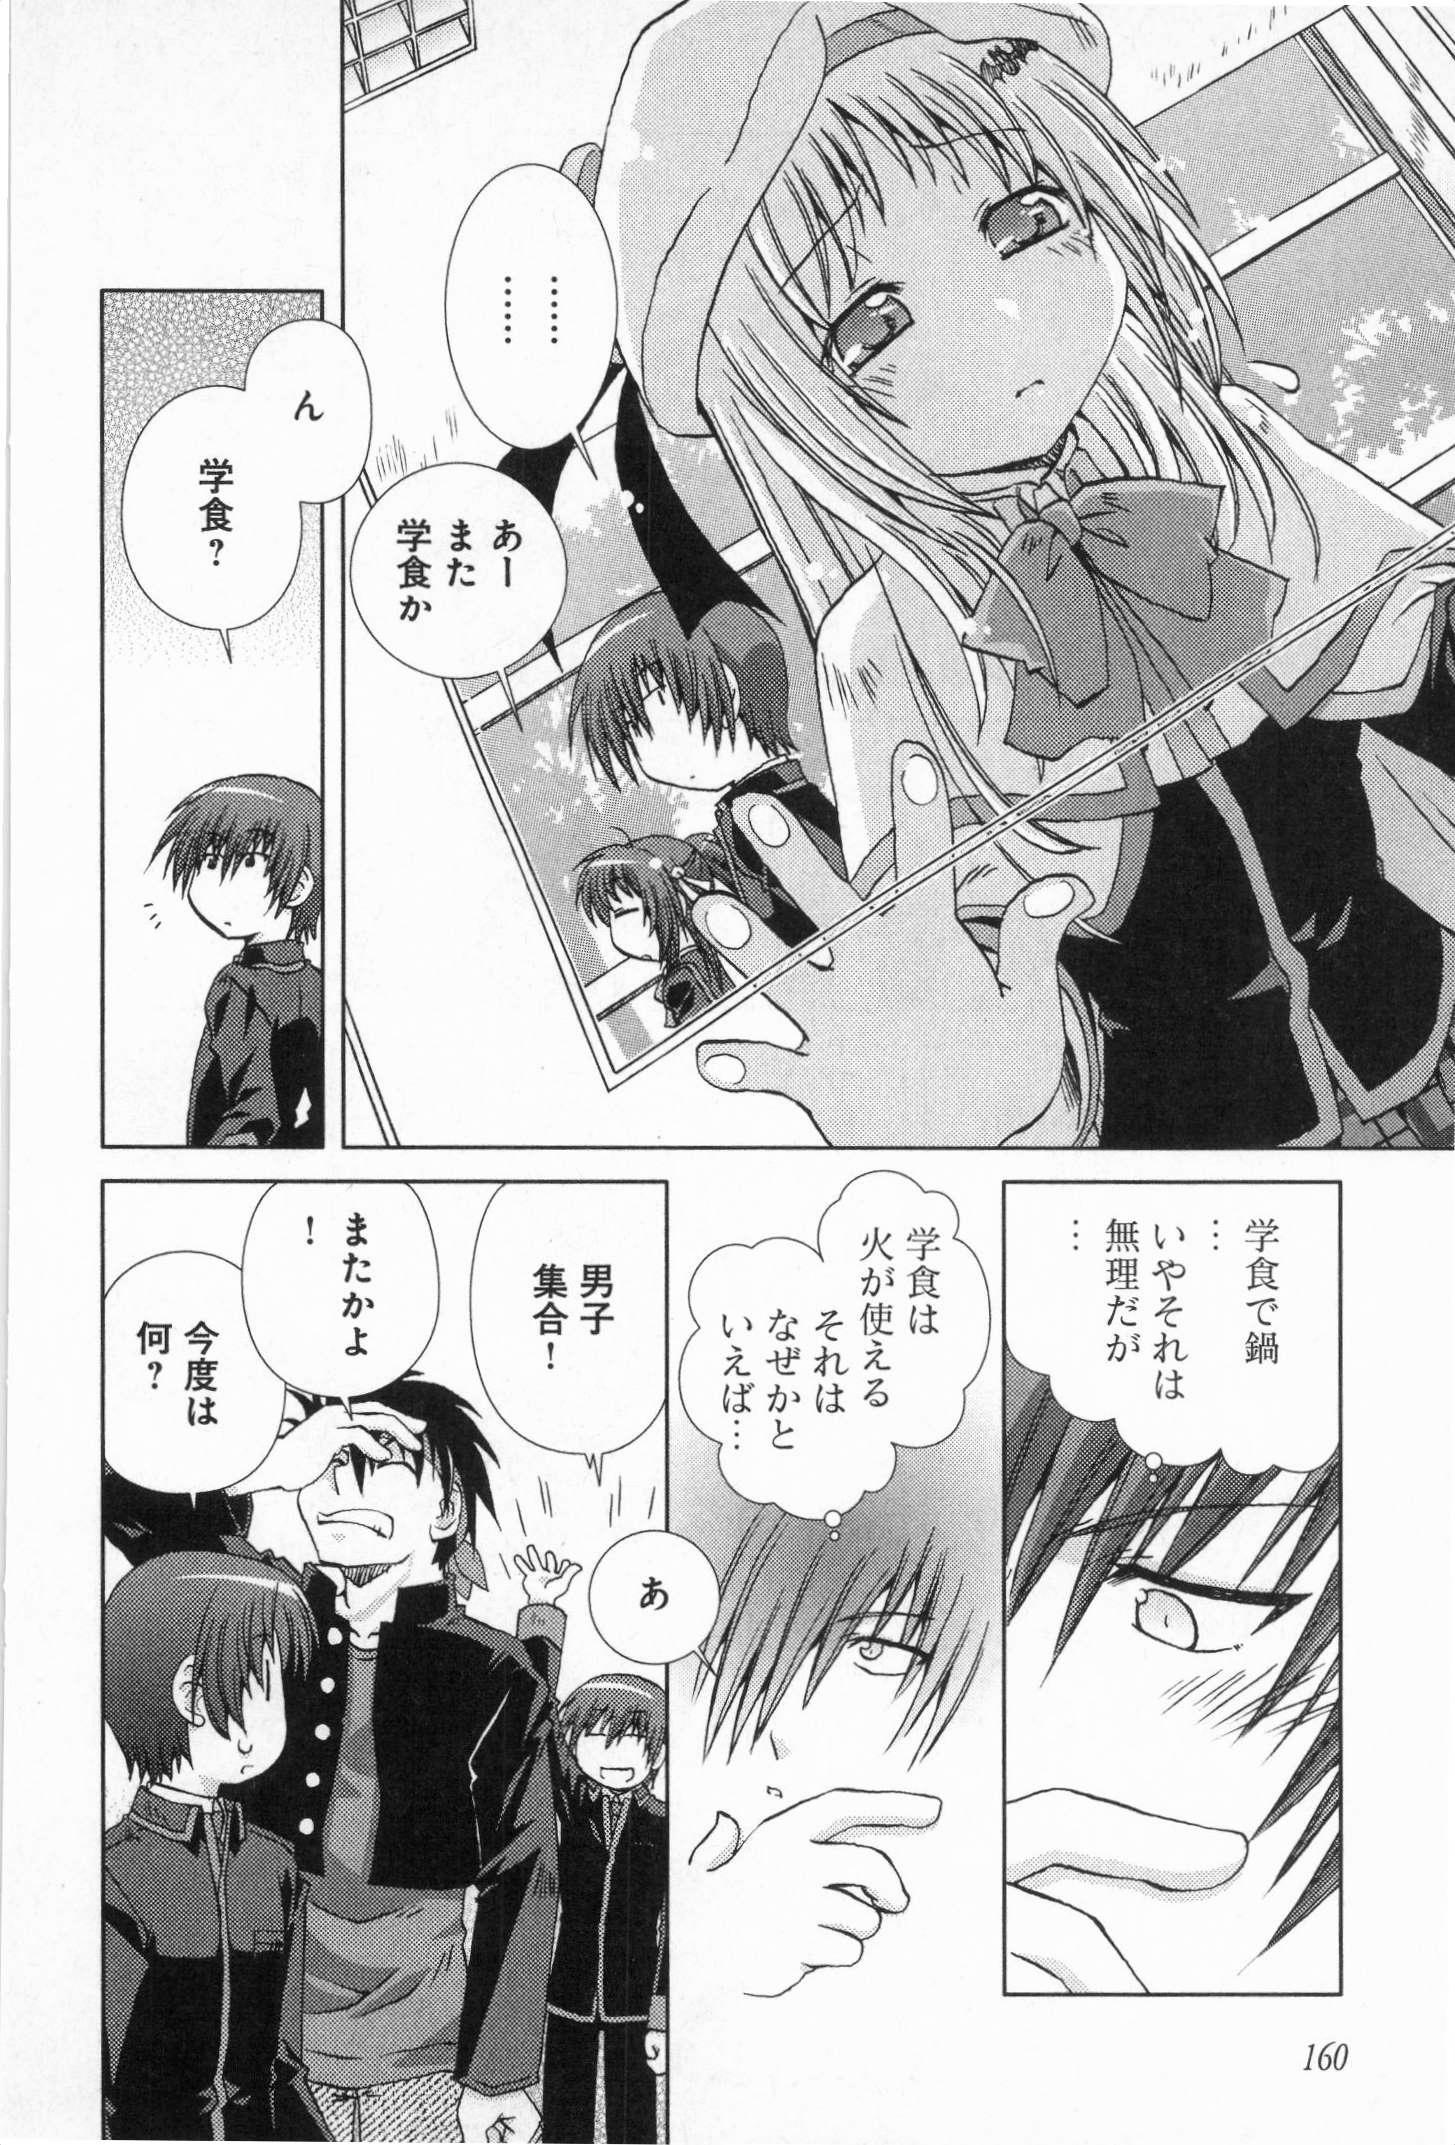 ………
………
あー
また
学食か
ん
学食？
学食で鍋
…
いやそれは
無理だが
…
学食は
火が使える
それは
なぜかと
いえば…
あ
男子
集合！
またかよ
！
今度は
何？
160